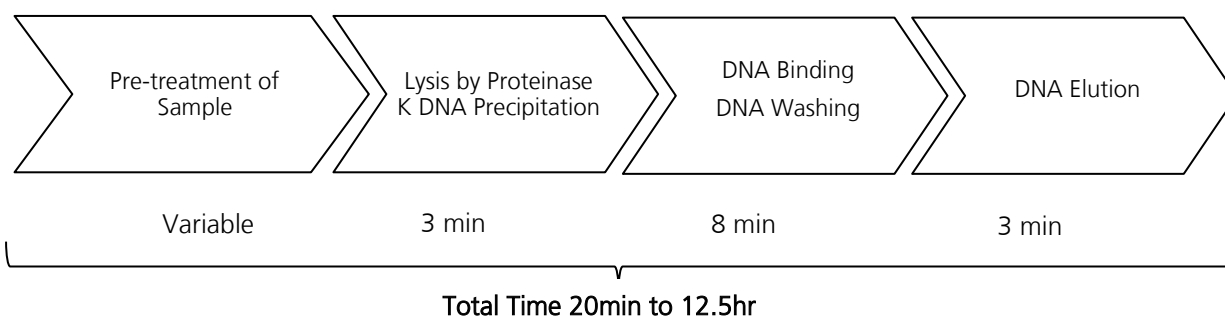 Pre-treatment of
Sample
Lysis by Proteinase
K DNA Precipitation
DNA Binding
DNA Washing
DNA Elution
Variable
3 min
8 min
3 min
Total Time 20min to 12.5hr